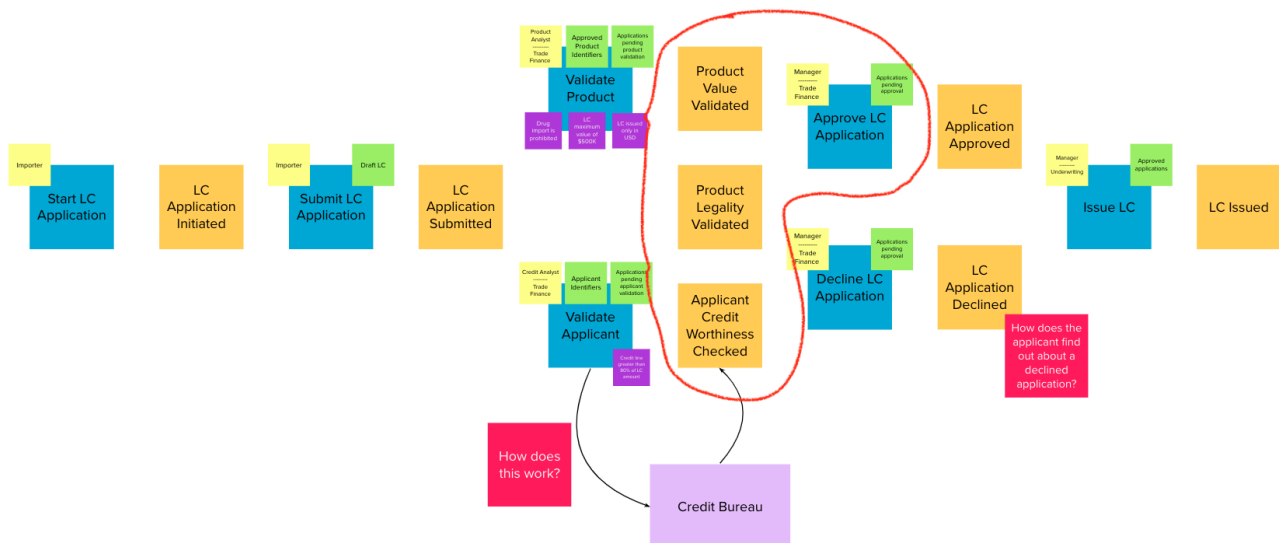 Product
Analyst
---------
Trade
Finance
Approved
Product
Identifiers
Applications
pending
product
validation
Validate
Product
Drug
import is
prohibited
LC
maximum
value of
$500K
LC Issued
only in
USD
Product
Value
Validated
Manager
---------
Trade
Finance
Applications
pending
approval
Approve LC
Application
LC
Application
Approved
Importer
Start LC
Application
LC
Application
Initiated
Importer
Draft LC
Submit LC
Application
LC
Application
Submitted
Product
Legality
Validated
Manager
---------
Underwriting
Approved
applications
Issue LC
LC Issued
Credit Analyst
-------
Trade
Finance
Applicant
Identifiers
Applications
pending
applicant
validation
Validate
Applicant
Credit line
greater than
80% of LC
amount
Applicant
Credit
Worthiness
Checked
Manager
---------
Trade
Finance
Applications
pending
approval
Decline LC
Application
LC
Application
Declined
How does the
applicant find
out about a
declined
application?
How does
this work?
Credit Bureau